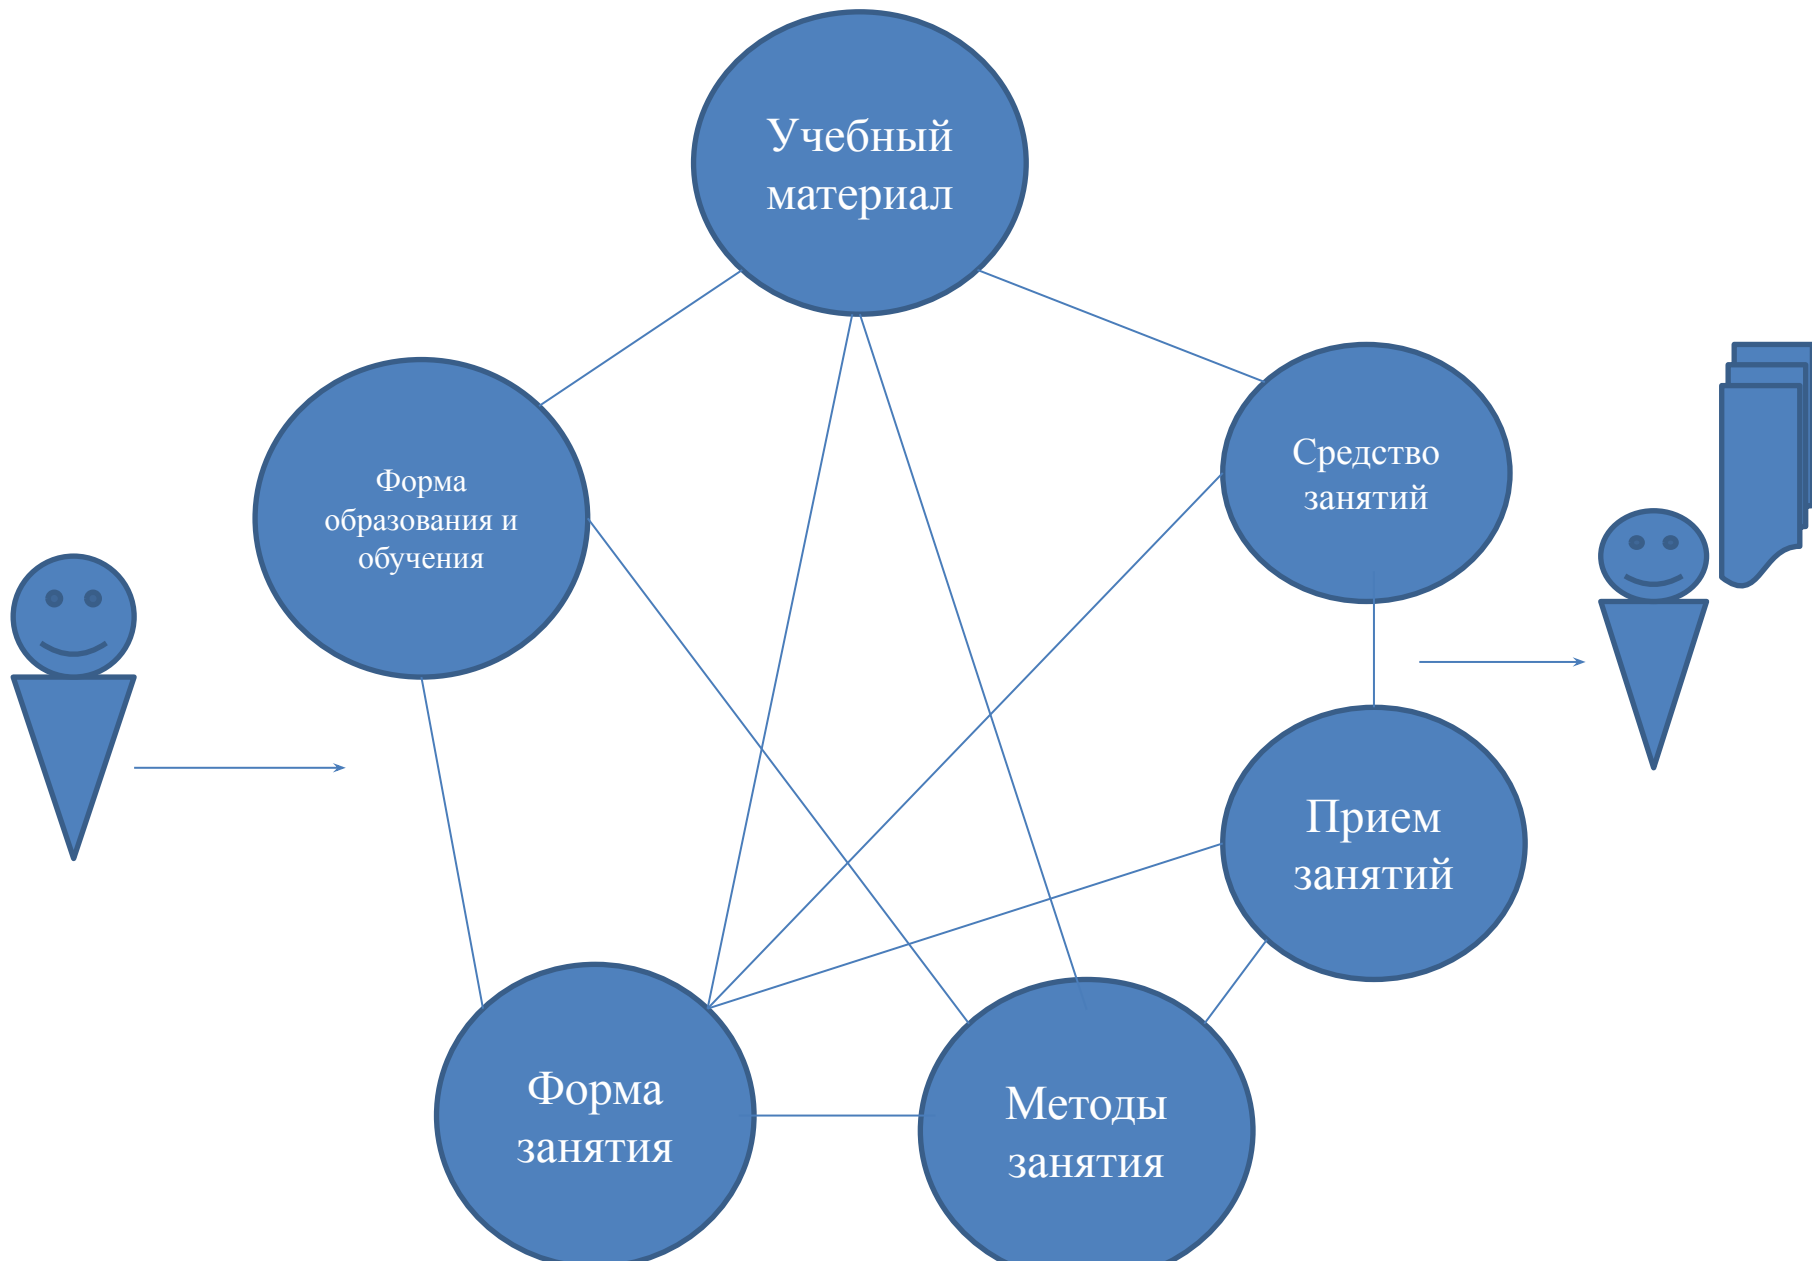 Учебный
материал
Форма
образования и
обучения
Средство
занятий
Прием
занятий
Форма
занятия
Методы
занятия